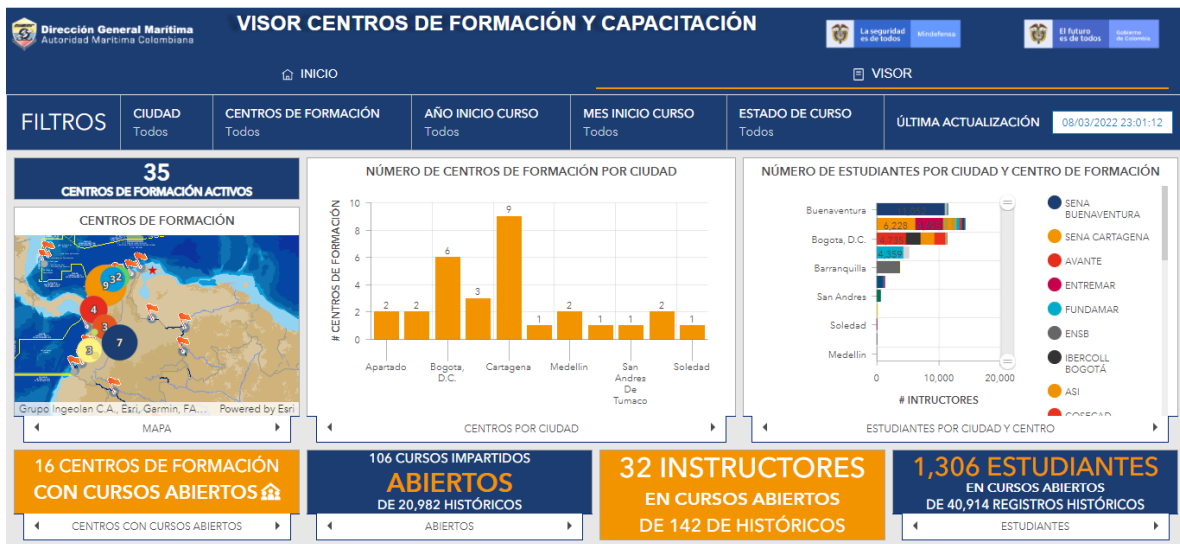 Dirección General Marítima
Autoridad Marítima Colombiana
VISOR CENTROS DE FORMACIÓN Y CAPACITACIÓN
La seguridad
es de todos
Mindefensa
El futuro
es de todos
Gobierno
de Colombia
INICIO
VISOR
FILTROS
CIUDAD
Todos
CENTROS DE FORMACIÓN
Todos
AÑO INICIO CURSO
Todos
MES INICIO CURSO
Todos
ESTADO DE CURSO
Todos
ÚLTIMA ACTUALIZACIÓN
08/03/2022 23:01:12
35
CENTROS DE FORMACIÓN ACTIVOS
CENTROS DE FORMACIÓN
9
3
2
4
3
7
3
Grupo Ingeolan C.A., Esri, Garmin, FA... Powered by Esri
MAPA
NÚMERO DE CENTROS DE FORMACIÓN POR CIUDAD
# CENTROS DE FORMACIÓN
10
8
6
4
2
0
2
2
6
3
9
1
2
1
1
2
1
Apartado
Bogota,
D.C.
Cartagena
Medellin
San
Andres
De
Tumaco
Soledad
CENTROS POR CIUDAD
NÚMERO DE ESTUDIANTES POR CIUDAD Y CENTRO DE FORMACIÓN
Buenaventura
Bogota, D.C.
Barranquilla
San Andres
Soledad
Medellin
6,228
4,359
0
10,000
20,000
# INTRUCTORES
SENA
BUENAVENTURA
SENA CARTAGENA
AVANTE
ENTREMAR
FUNDAMAR
ENSB
IBERCOLL
BOGOTÁ
ASI
COSECAD
ESTUDIANTES POR CIUDAD Y CENTRO
16 CENTROS DE FORMACIÓN
CON CURSOS ABIERTOS
CENTROS CON CURSOS ABIERTOS
106 CURSOS IMPARTIDOS
ABIERTOS
DE 20,982 HISTÓRICOS
ABIERTOS
32 INSTRUCTORES
EN CURSOS ABIERTOS
DE 142 DE HISTÓRICOS
1,306 ESTUDIANTES
EN CURSOS ABIERTOS
DE 40,914 REGISTROS HISTÓRICOS
ESTUDIANTES